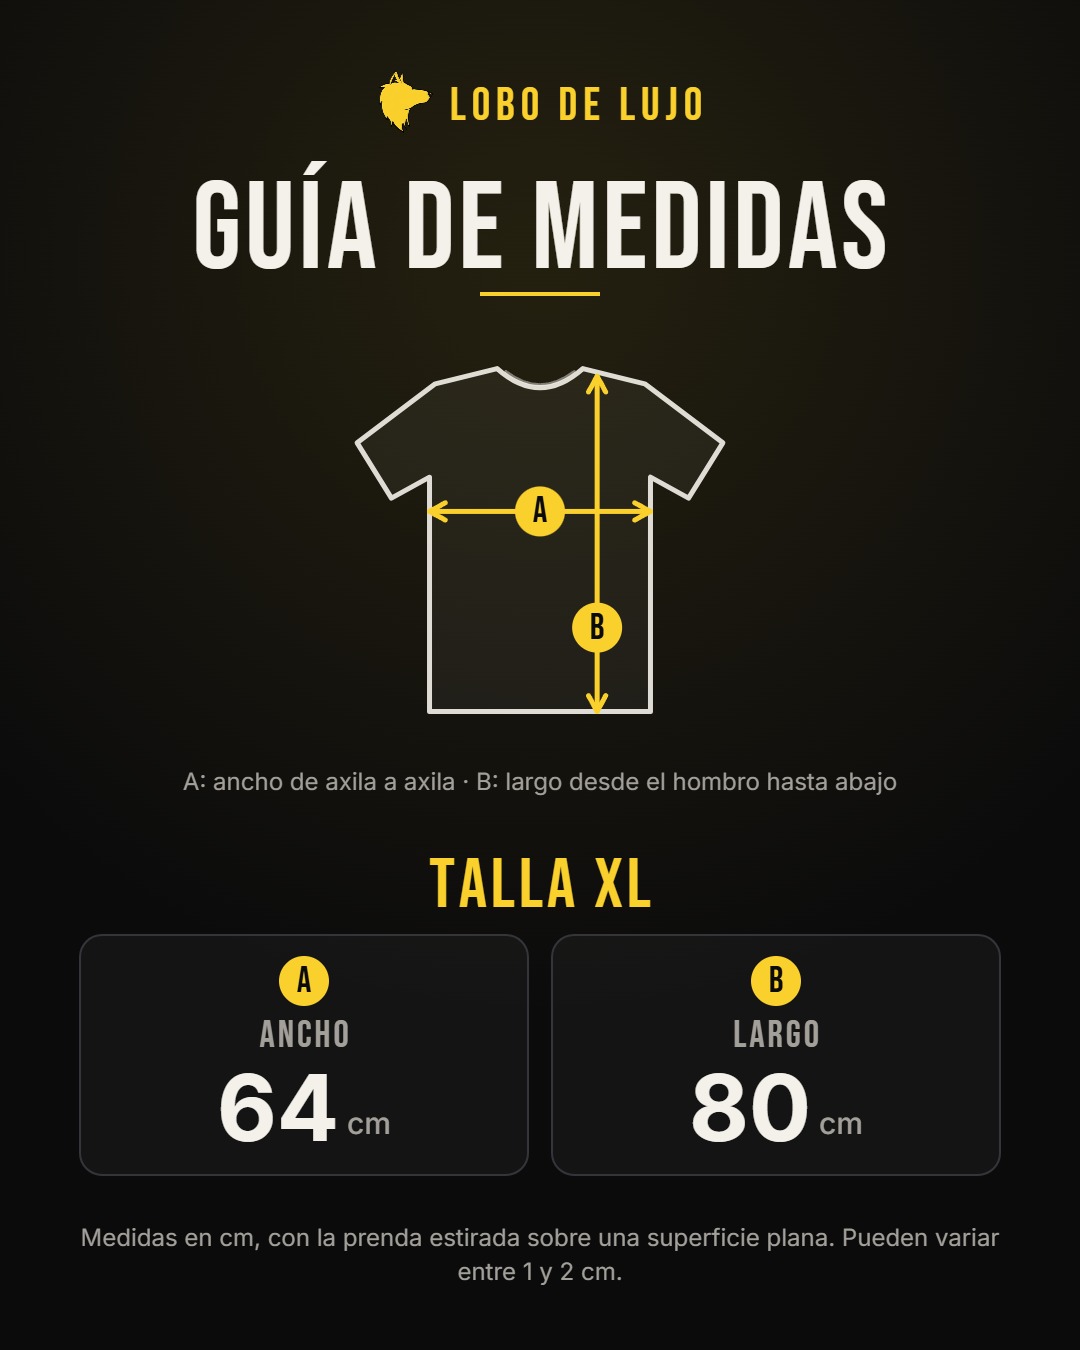 LOBO DE LUJO
GUÍA DE MEDIDAS
A
B
A: ancho de axila a axila · B: largo desde el hombro hasta abajo
TALLA XL
A
ANCHO
64 cm
B
LARGO
80 cm
Medidas en cm, con la prenda estirada sobre una superficie plana. Pueden variar
entre 1 y 2 cm.